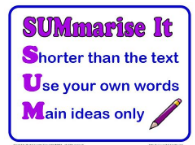 SUMmarise It
Shorter than the text
Use your own words
Main ideas only